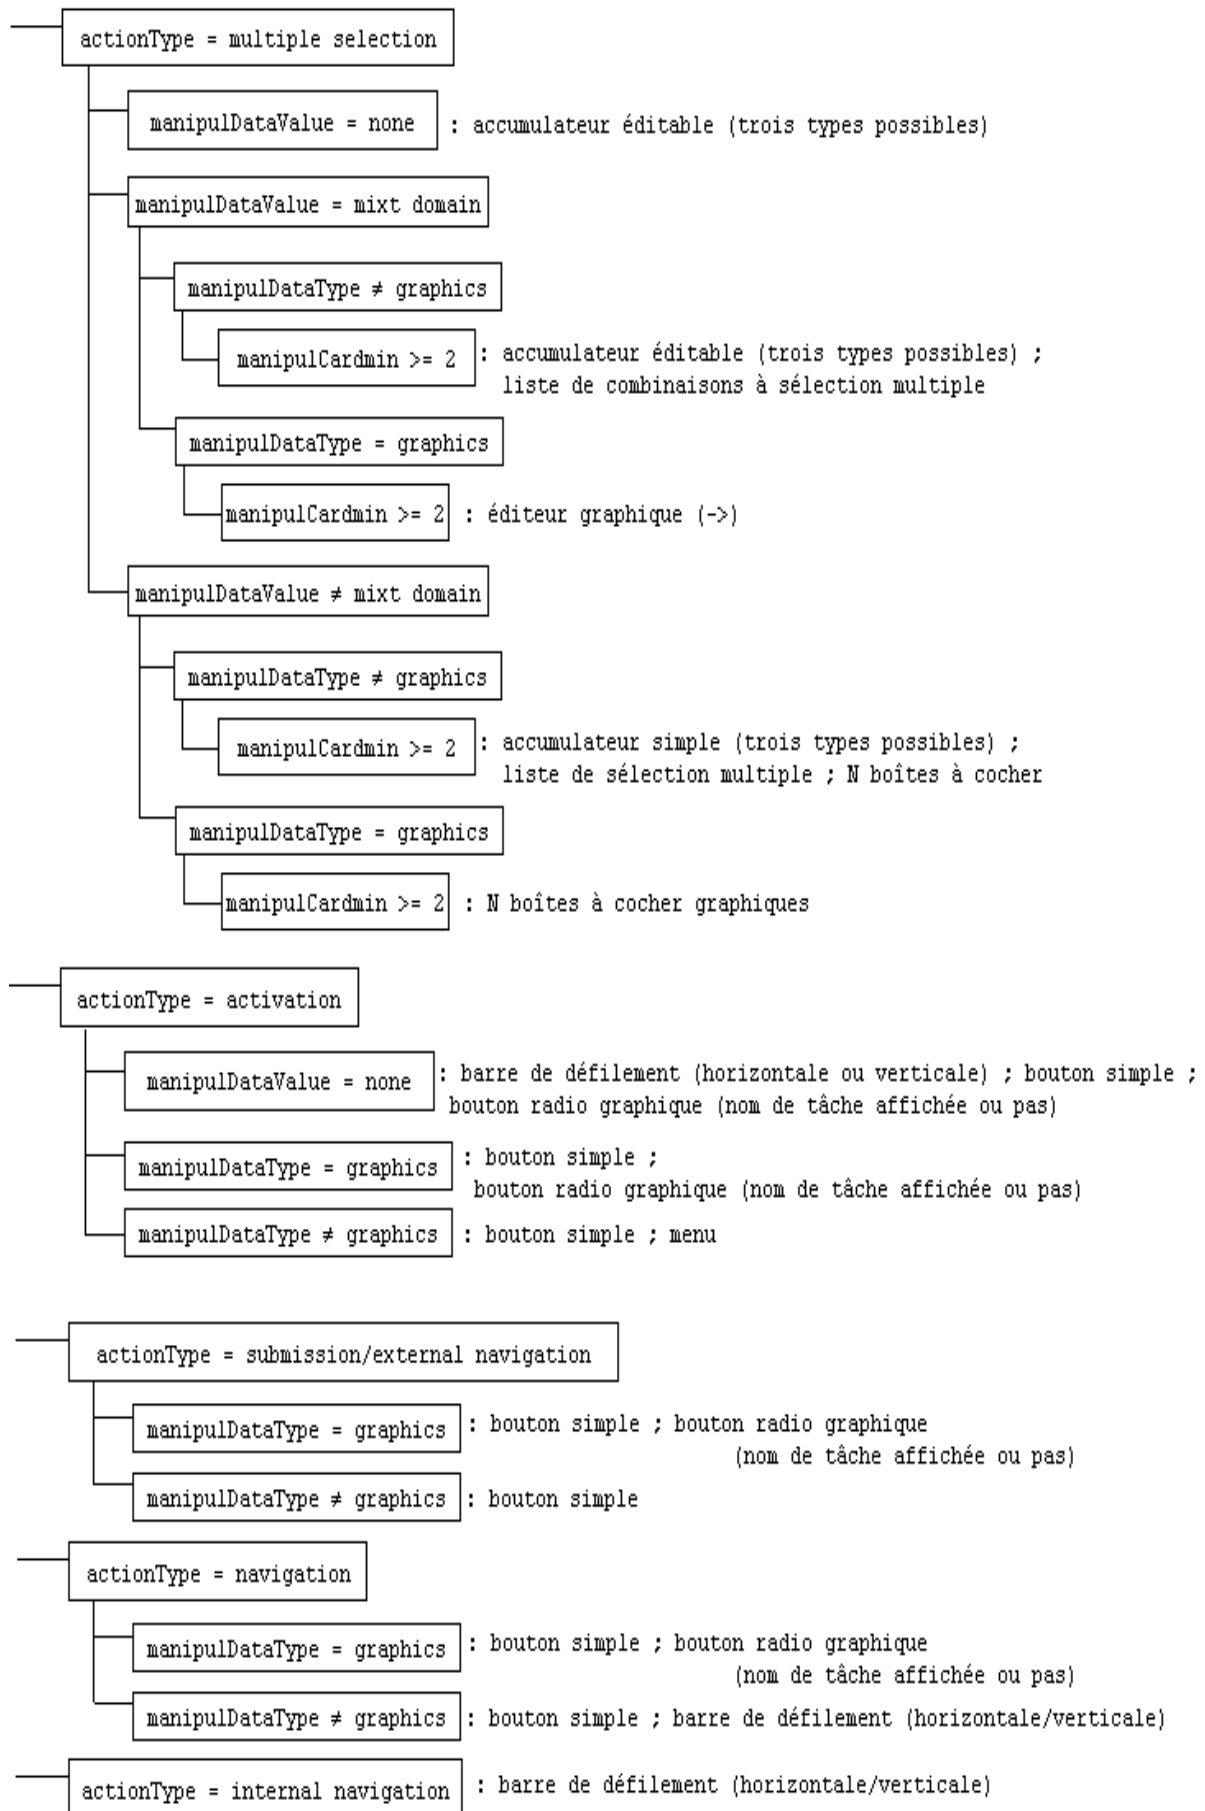 actionType = multiple selection
manipulDataValue = none : accumulateur éditable (trois types possibles)
manipulDataValue = mixt domain
manipulDataType ≠ graphics
manipulCardmin >= 2 : accumulateur éditable (trois types possibles) ;
liste de combinaisons à sélection multiple
manipulDataType = graphics
manipulCardmin >= 2 : éditeur graphique (->)
manipulDataValue ≠ mixt domain
manipulDataType ≠ graphics
manipulCardmin >= 2 : accumulateur simple (trois types possibles) ;
liste de sélection multiple ; N boîtes à cocher
manipulDataType = graphics
manipulCardmin >= 2 : N boîtes à cocher graphiques
actionType = activation
manipulDataValue = none : barre de défilement (horizontale ou verticale) ; bouton simple ;
bouton radio graphique (nom de tâche affichée ou pas)
manipulDataType = graphics : bouton simple ;
bouton radio graphique (nom de tâche affichée ou pas)
manipulDataType ≠ graphics : bouton simple ; menu
actionType = submission/external navigation
manipulDataType = graphics : bouton simple ; bouton radio graphique
(nom de tâche affichée ou pas)
manipulDataType ≠ graphics : bouton simple
actionType = navigation
manipulDataType = graphics : bouton simple ; bouton radio graphique
(nom de tâche affichée ou pas)
manipulDataType ≠ graphics : bouton simple ; barre de défilement (horizontale/verticale)
actionType = internal navigation : barre de défilement (horizontale/verticale)